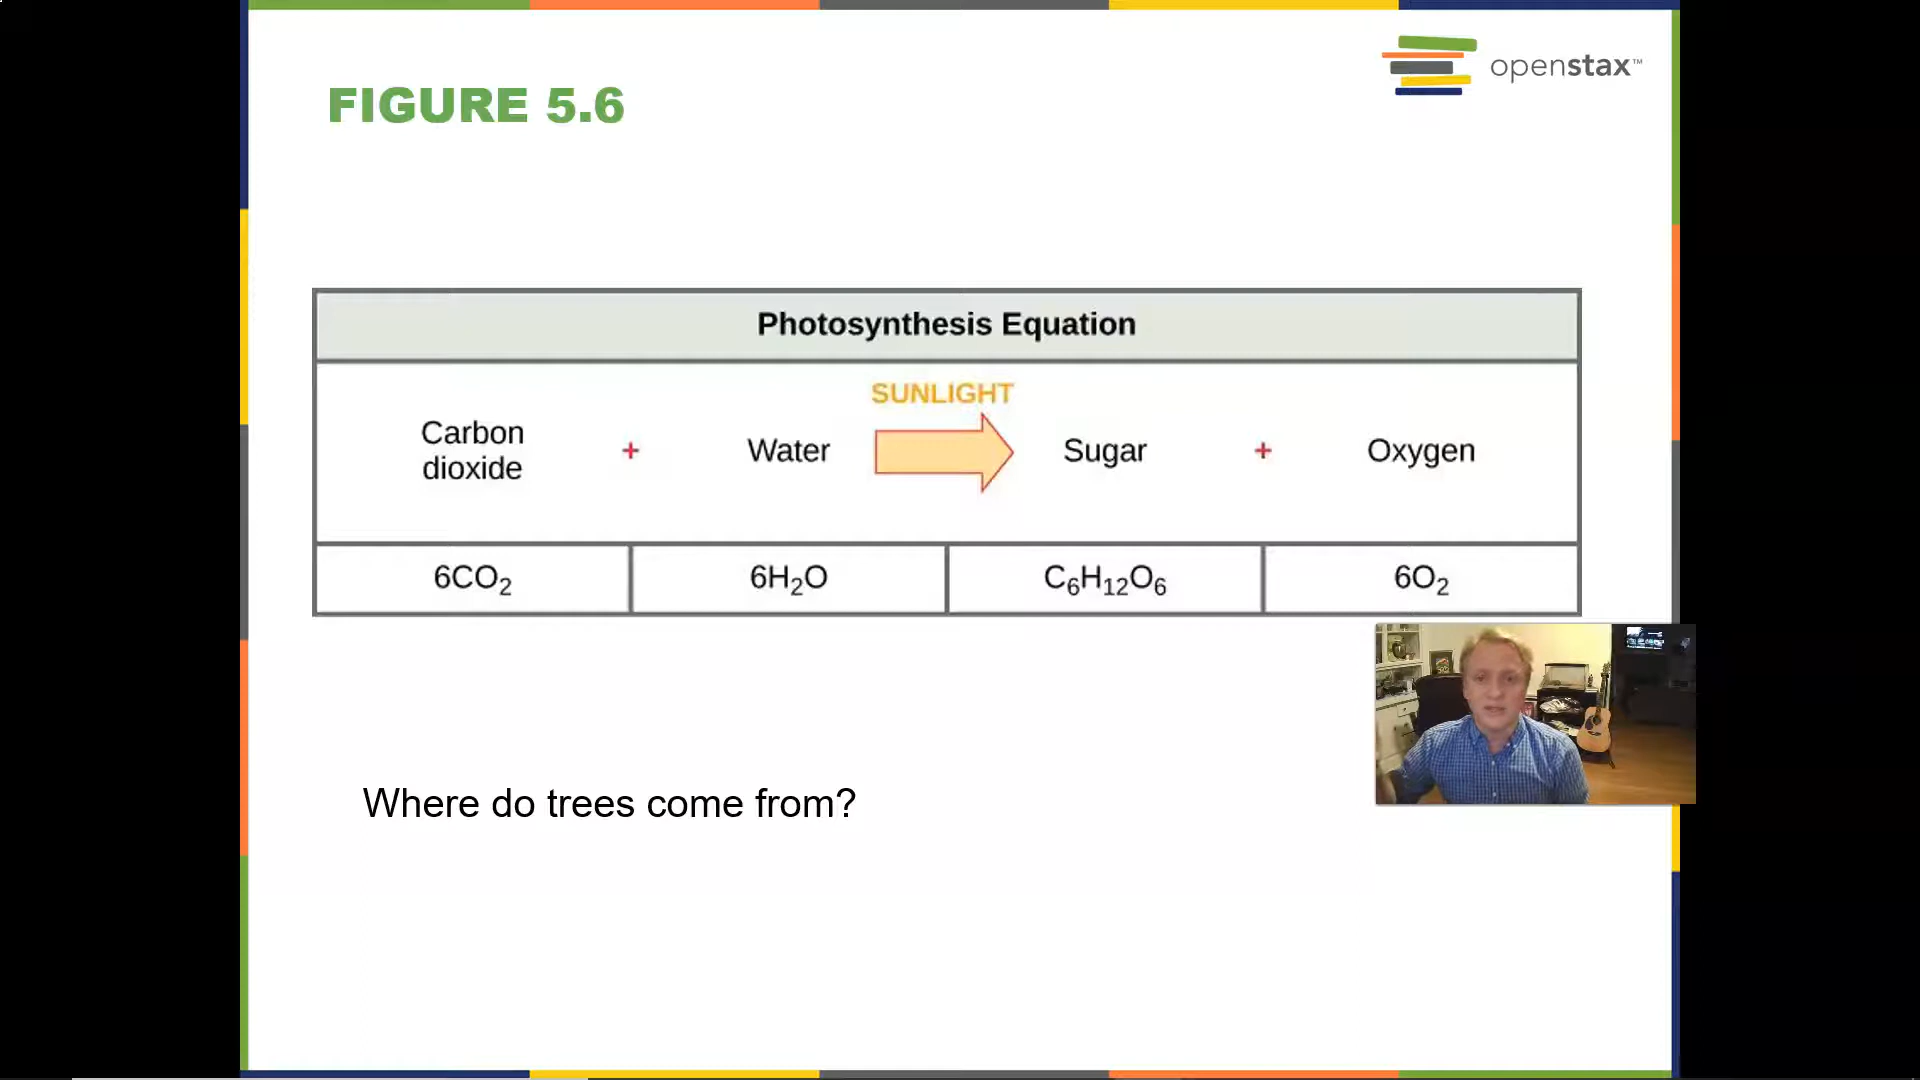 openstax™
FIGURE 5.6
Photosynthesis Equation
SUNLIGHT
Carbon
dioxide
+
Water
Sugar
+
Oxygen
6CO₂
6H₂O
C₆H₁₂O₆
6O₂
Where do trees come from?